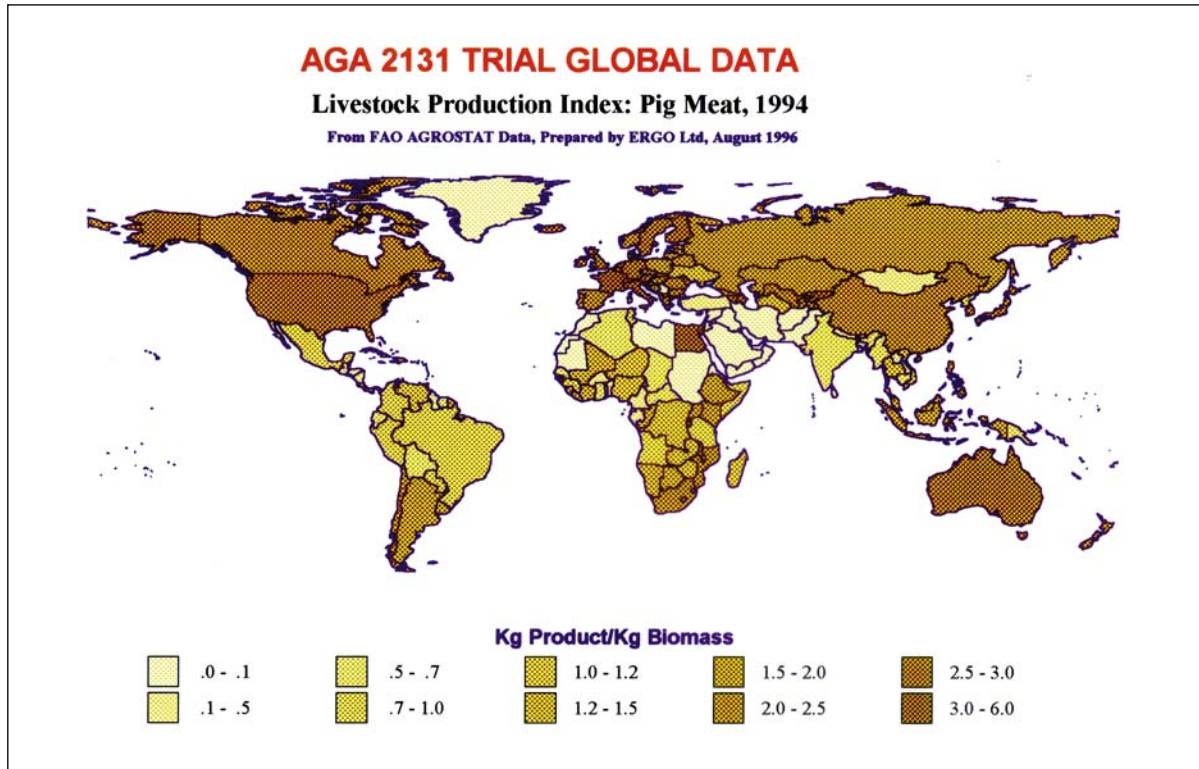 AGA 2131 TRIAL GLOBAL DATA
Livestock Production Index: Pig Meat, 1994
From FAO AGROSTAT Data, Prepared by ERGO Ltd, August 1996
Kg Product/Kg Biomass
.0 - .1
.5 - .7
1.0 - 1.2
1.5 - 2.0
2.5 - 3.0
.1 - .5
.7 - 1.0
1.2 - 1.5
2.0 - 2.5
3.0 - 6.0